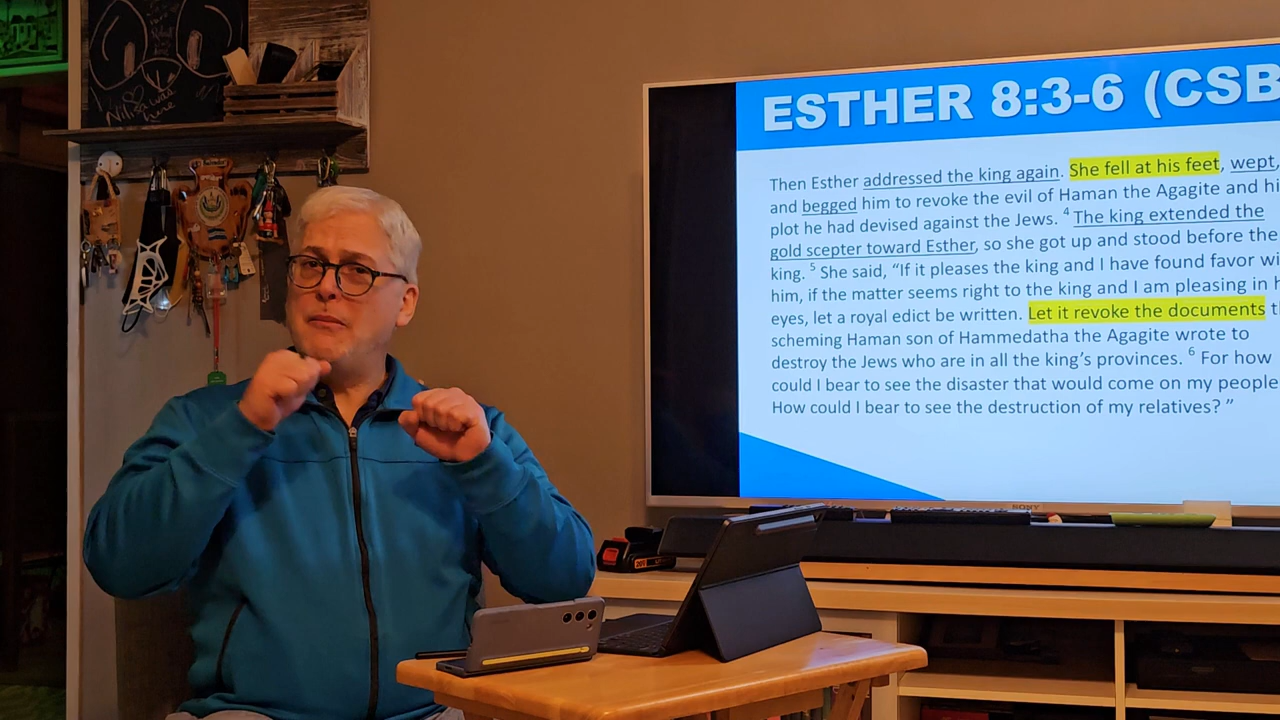 Nilisa was
here
ESTHER 8:3-6 (CSB
Then Esther addressed the king again. She fell at his feet, wept,
and begged him to revoke the evil of Haman the Agagite and hi
plot he had devised against the Jews. ⁴ The king extended the
gold scepter toward Esther, so she got up and stood before the
king. ⁵ She said, “If it pleases the king and I have found favor wi
him, if the matter seems right to the king and I am pleasing in h
eyes, let a royal edict be written. Let it revoke the documents th
scheming Haman son of Hammedatha the Agagite wrote to
destroy the Jews who are in all the king’s provinces. ⁶ For how
could I bear to see the disaster that would come on my people
How could I bear to see the destruction of my relatives? ”
SONY